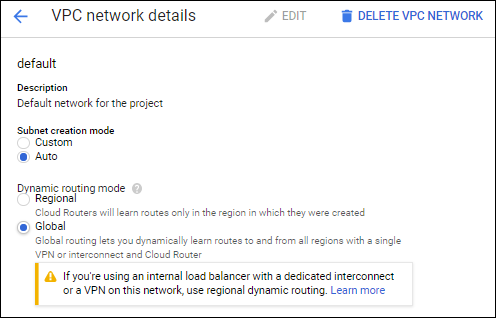 VPC network details
EDIT
DELETE VPC NETWORK
default
Description
Default network for the project
Subnet creation mode
Custom
Auto
Dynamic routing mode ?
Regional
Cloud Routers will learn routes only in the region in which they were created
Global
Global routing lets you dynamically learn routes to and from all regions with a single
VPN or interconnect and Cloud Router
If you're using an internal load balancer with a dedicated interconnect
or a VPN on this network, use regional dynamic routing. Learn more